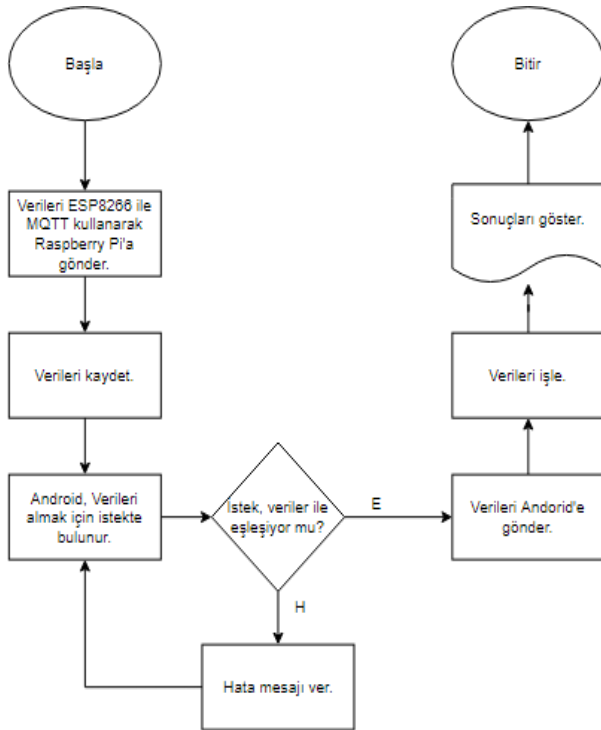 Başla
Verileri ESP8266 ile
MQTT kullanarak
Raspberry Pi'a
gönder.
Verileri kaydet.
Android, Verileri
almak için istekte
bulunur.
İstek, veriler ile
eşleşiyor mu?
H
Hata mesajı ver.
E
Verileri Andorid'e
gönder.
Verileri işle.
Sonuçları göster.
Bitir